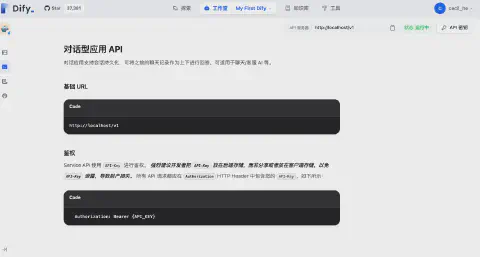 Dify Star 37,361 探索 工作室 My First Dify 知识库 工具 cecil_he
API 服务器 http://localhost/v1 状态 运行中 API 密钥
对话型应用 API
对话应用支持会话持久化，可将之前的聊天记录作为上下进行回答，可适用于聊天/客服 AI 等。
基础 URL
Code
http://localhost/v1
鉴权
Service API 使用 API-Key 进行鉴权。 强烈建议开发者把 API-Key 放在后端存储，而非分享或者放在客户端存储，以免
API-Key 泄露，导致财产损失。 所有 API 请求都应在 Authorization HTTP Header 中包含您的 API-Key，如下所示：
Code
Authorization: Bearer {API_KEY}